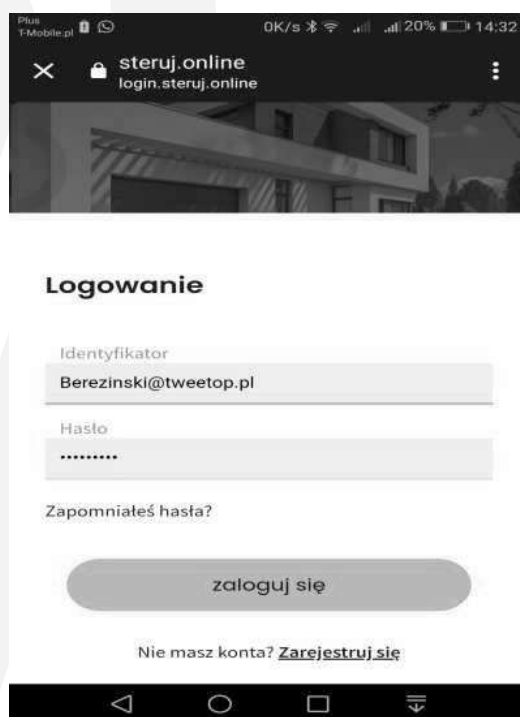 Plus
T-Mobile.pl
0K/s 20% 14:32
steruj.online
login.steruj.online
Logowanie
Identyfikator
Berezinski@tweetop.pl
Hasło
•••••••••
Zapomniałeś hasła?
zaloguj się
Nie masz konta? Zarejestruj się